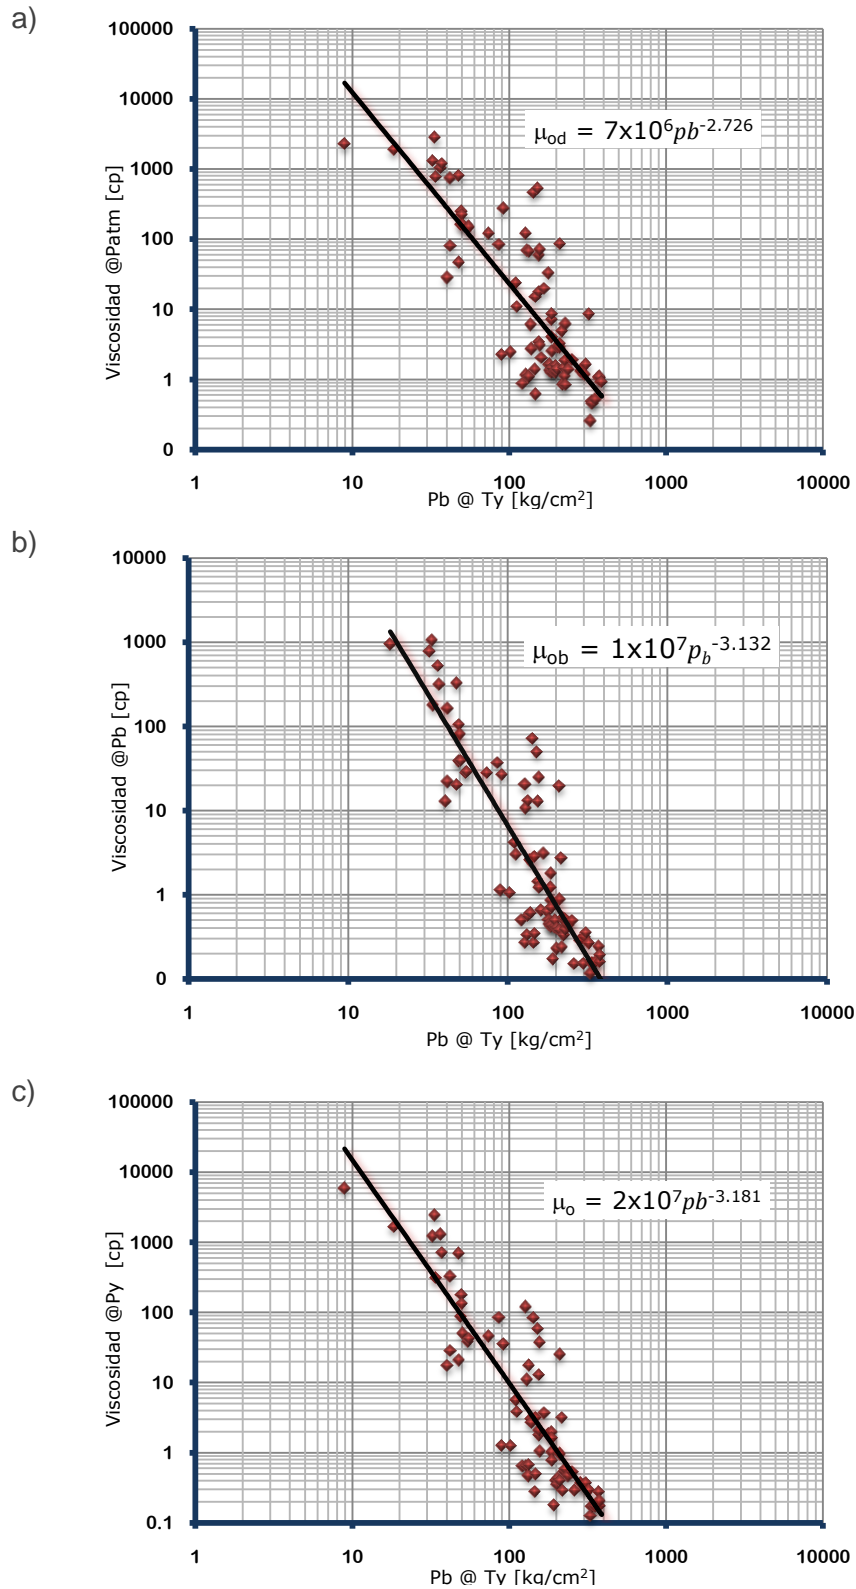 a)
100000
10000
1000
100
10
1
0
Viscosidad @Patm [cp]
μod = 7x10⁶pb⁻²·⁷²⁶
1 10 100 1000 10000
Pb @ Ty [kg/cm²]
b)
10000
1000
100
10
1
0
Viscosidad @Pb [cp]
μob = 1x10⁷pb⁻³·¹³²
1 10 100 1000 10000
Pb @ Ty [kg/cm²]
c)
100000
10000
1000
100
10
1
0.1
Viscosidad @Py [cp]
μo = 2x10⁷pb⁻³·¹⁸¹
1 10 100 1000 10000
Pb @ Ty [kg/cm²]